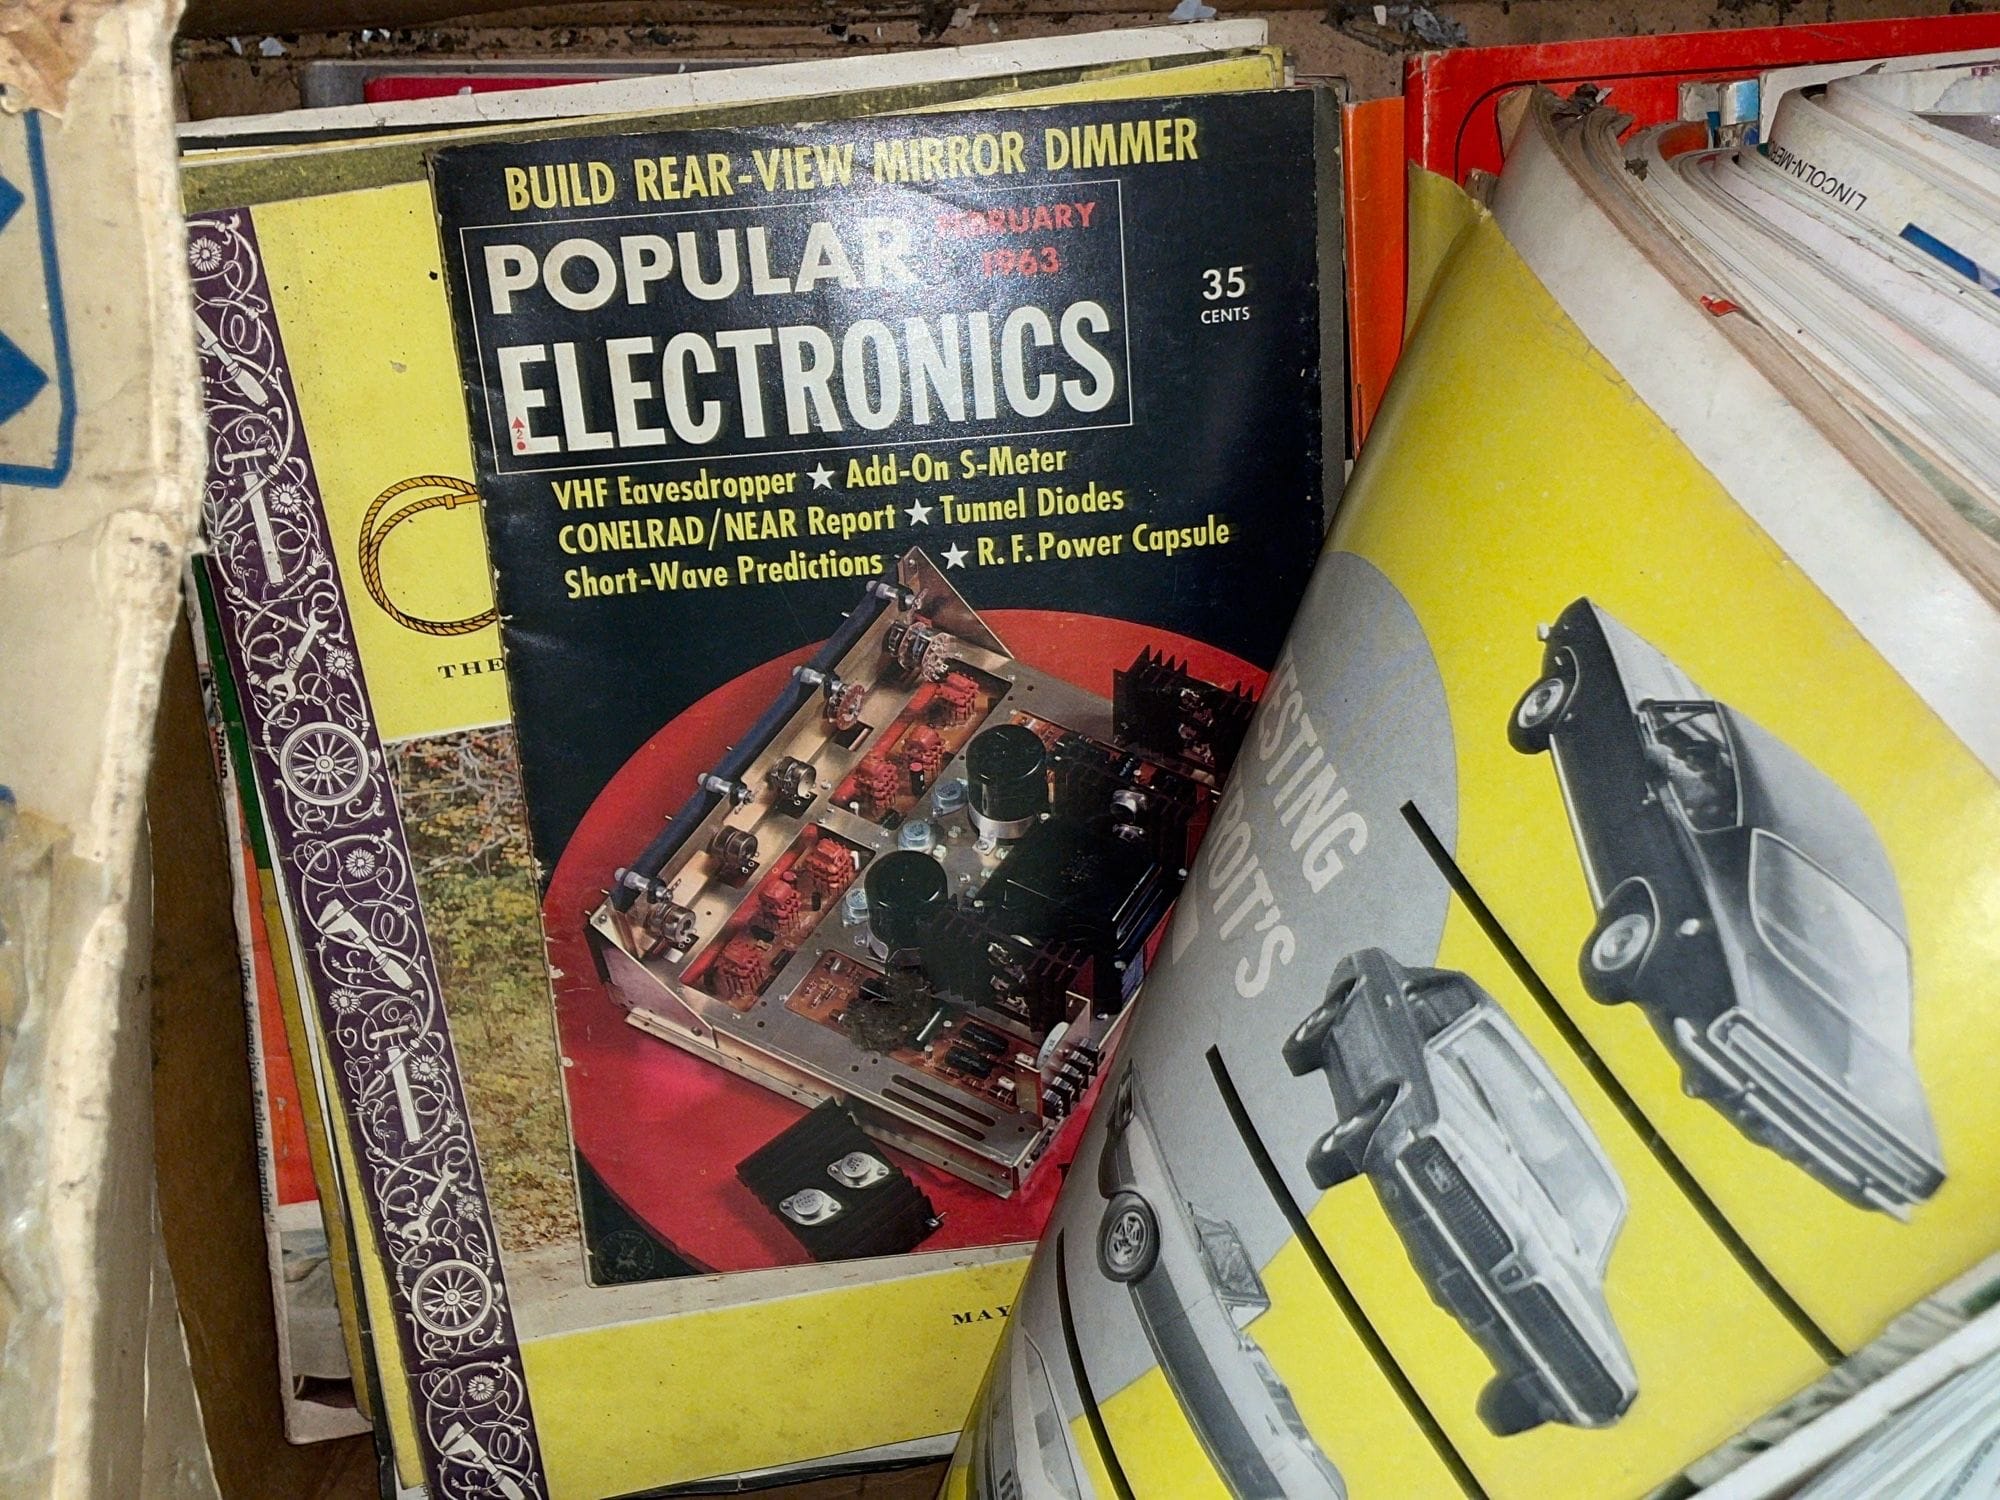 BUILD REAR-VIEW MIRROR DIMMER
POPULAR
FEBRUARY
1963
ELECTRONICS
35
CENTS
VHF Eavesdropper ★ Add-On S-Meter
CONELRAD/NEAR Report ★ Tunnel Diodes
Short-Wave Predictions ★ R. F. Power Capsule
THE
MAY
ESTING
ROIT'S
LINCOLN-MERC